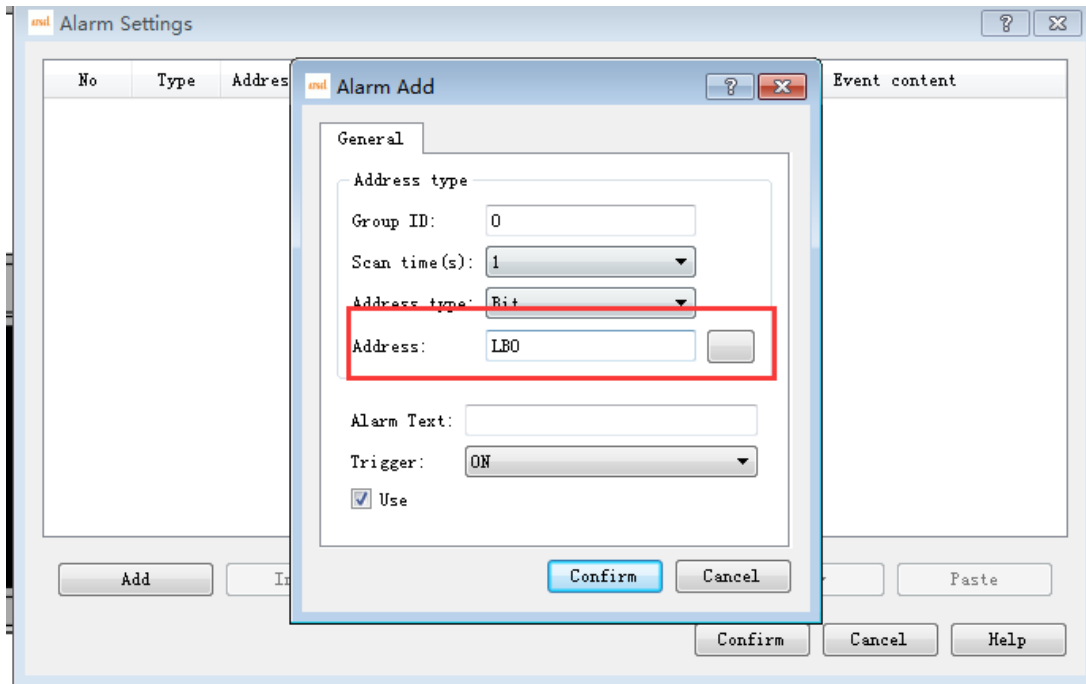 Alarm Settings
No Type Addres Event content
Alarm Add
General
Address type
Group ID: 0
Scan time(s): 1
Address type: Bit
Address: LB0
Alarm Text:
Trigger: ON
Use
Confirm Cancel
Add In Paste
Confirm Cancel Help